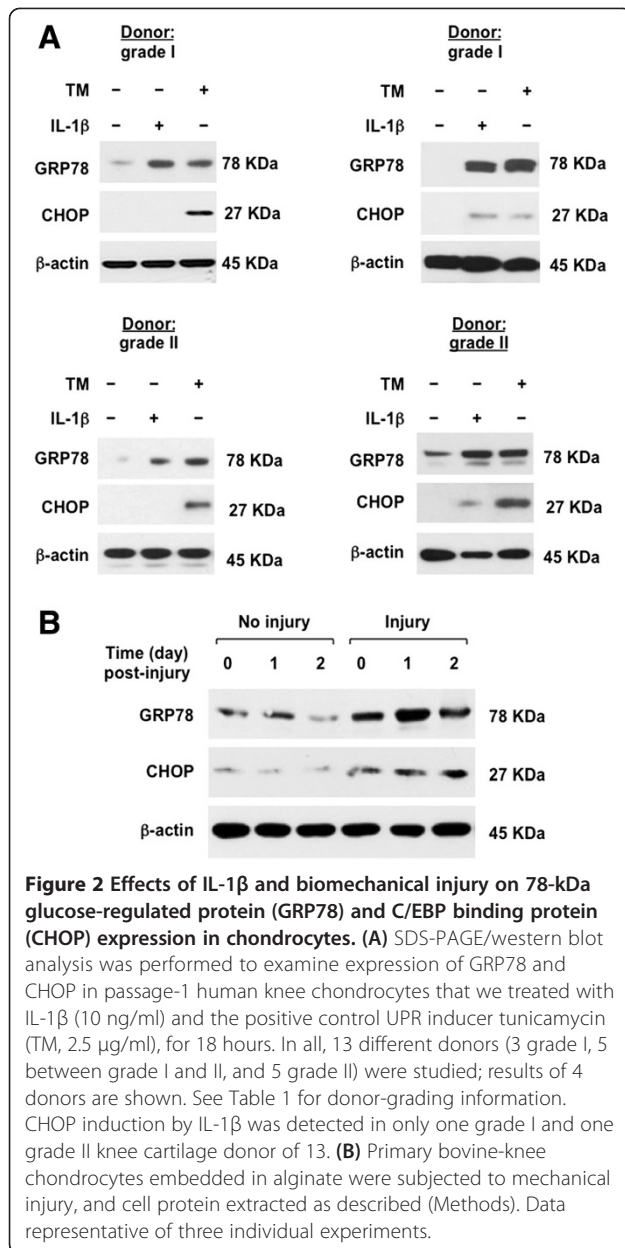 A
Donor:
grade I
TM – – +
IL-1β – + –
GRP78 78 KDa
CHOP 27 KDa
β-actin 45 KDa
Donor:
grade I
TM – – +
IL-1β – + –
GRP78 78 KDa
CHOP 27 KDa
β-actin 45 KDa
Donor:
grade II
TM – – +
IL-1β – + –
GRP78 78 KDa
CHOP 27 KDa
β-actin 45 KDa
Donor:
grade II
TM – – +
IL-1β – + –
GRP78 78 KDa
CHOP 27 KDa
β-actin 45 KDa
B
No injury Injury
Time (day) 0 1 2 0 1 2
post-injury
GRP78 78 KDa
CHOP 27 KDa
β-actin 45 KDa
Figure 2 Effects of IL-1β and biomechanical injury on 78-kDa
glucose-regulated protein (GRP78) and C/EBP binding protein
(CHOP) expression in chondrocytes. (A) SDS-PAGE/western blot
analysis was performed to examine expression of GRP78 and
CHOP in passage-1 human knee chondrocytes that we treated with
IL-1β (10 ng/ml) and the positive control UPR inducer tunicamycin
(TM, 2.5 μg/ml), for 18 hours. In all, 13 different donors (3 grade I, 5
between grade I and II, and 5 grade II) were studied; results of 4
donors are shown. See Table 1 for donor-grading information.
CHOP induction by IL-1β was detected in only one grade I and one
grade II knee cartilage donor of 13. (B) Primary bovine-knee
chondrocytes embedded in alginate were subjected to mechanical
injury, and cell protein extracted as described (Methods). Data
representative of three individual experiments.